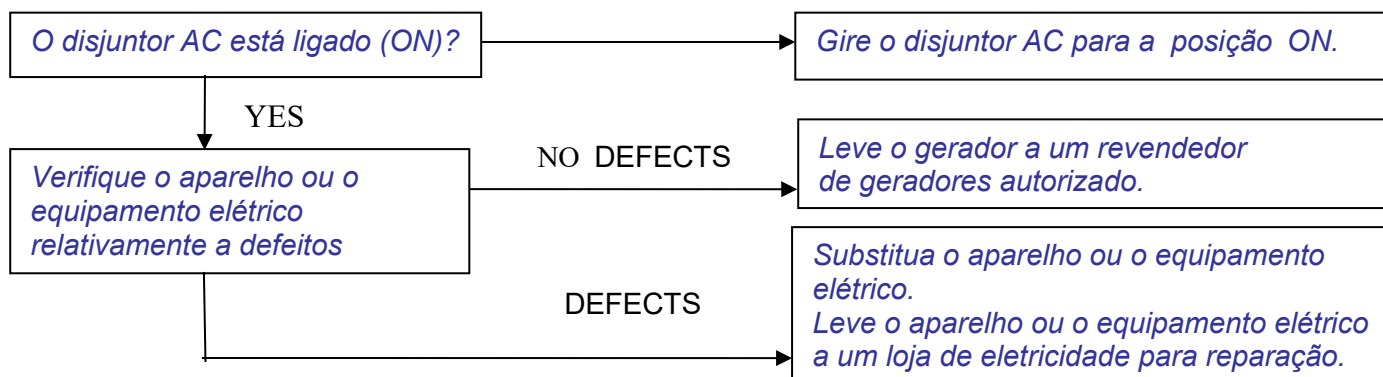 O disjuntor AC está ligado (ON)?
Gire o disjuntor AC para a posição ON.
YES
Verifique o aparelho ou o
equipamento elétrico
relativamente a defeitos
NO DEFECTS
Leve o gerador a um revendedor
de geradores autorizado.
DEFECTS
Substitua o aparelho ou o equipamento
elétrico.
Leve o aparelho ou o equipamento elétrico
a um loja de eletricidade para reparação.